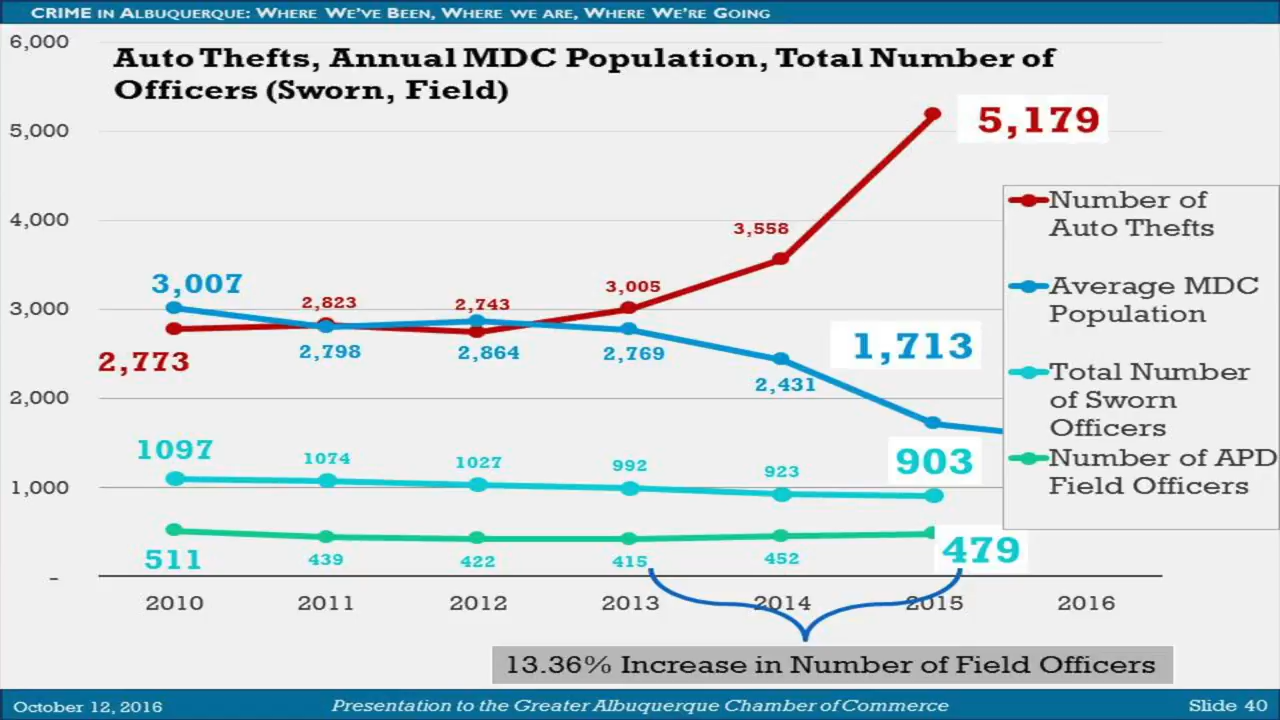 CRIME IN ALBUQUERQUE: WHERE WE'VE BEEN, WHERE WE ARE, WHERE WE'RE GOING
Auto Thefts, Annual MDC Population, Total Number of
Officers (Sworn, Field)
6,000
5,000
4,000
3,000
2,000
1,000
-
5,179
3,558
3,005
2,743
2,823
2,773
3,007
2,798
2,864
2,769
2,431
1,713
1097
1074
1027
992
923
903
511
439
422
415
452
479
Number of
Auto Thefts
Average MDC
Population
Total Number
of Sworn
Officers
Number of APD
Field Officers
2010 2011 2012 2013 2014 2015 2016
13.36% Increase in Number of Field Officers
October 12, 2016 Presentation to the Greater Albuquerque Chamber of Commerce Slide 40